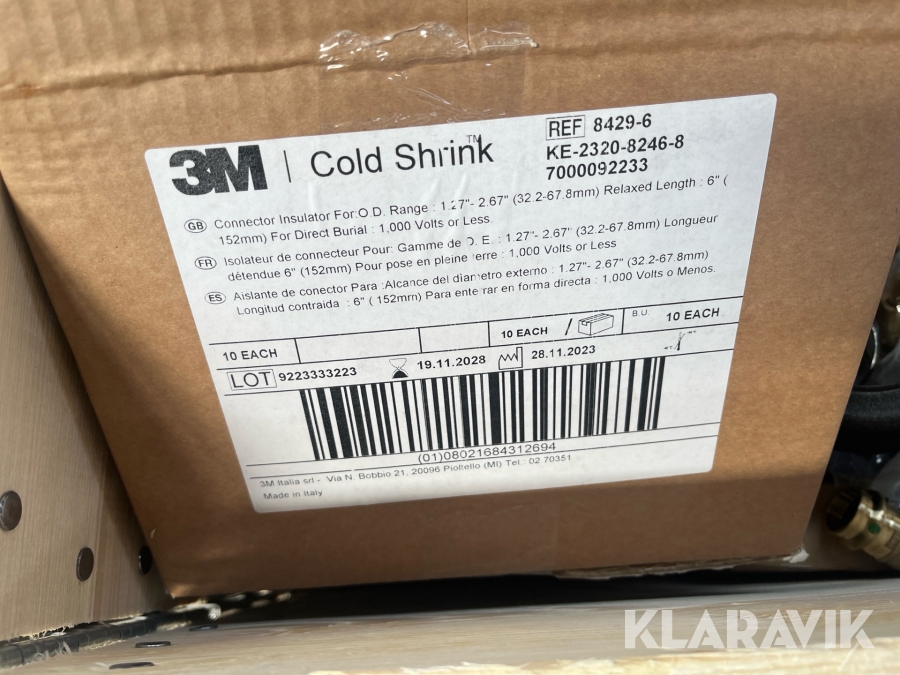 3M | Cold Shrink™
REF 8429-6
KE-2320-8246-8
7000092233
GB Connector Insulator For:O.D. Range : 1.27"- 2.67" (32.2-67.8mm) Relaxed Length : 6" (
152mm) For Direct Burial : 1,000 Volts or Less.
FR Isolateur de connecteur Pour: Gamme de D. E. : 1.27"- 2.67" (32.2-67.8mm) Longueur
détendue 6" (152mm) Pour pose en pleine terre : 1,000 Volts or Less
ES Aislante de conector Para :Alcance del diametro externo : 1.27"- 2.67" (32.2-67.8mm)
Longitud contraida : 6" ( 152mm) Para enterrar en forma directa : 1,000 Volts o Menos.
10 EACH
10 EACH /
B.U. 10 EACH
LOT 9223333223
19.11.2028
28.11.2023
(01)08021684312694
3M Italia srl - Via N. Bobbio 21, 20096 Pioltello (MI) Tel.: 02 70351
Made in Italy
KLARAVIK